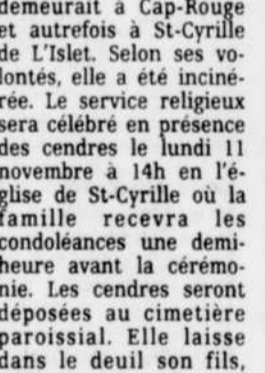 demeurait à Cap-Rouge
et autrefois à St-Cyrille
de L'Islet. Selon ses vo-
lontés, elle a été inciné-
rée. Le service religieux
sera célébré en présence
des cendres le lundi 11
novembre à 14h en l'é-
glise de St-Cyrille où la
famille recevra les
condoléances une demi-
heure avant la cérémo-
nie. Les cendres seront
déposées au cimetière
paroissial. Elle laisse
dans le deuil son fils,